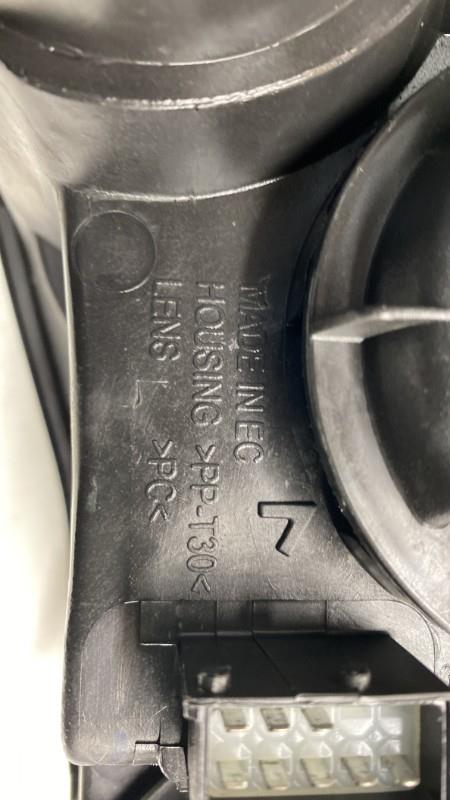 MADE IN EC
HOUSING >PP-T30<
LENS >PC<
L